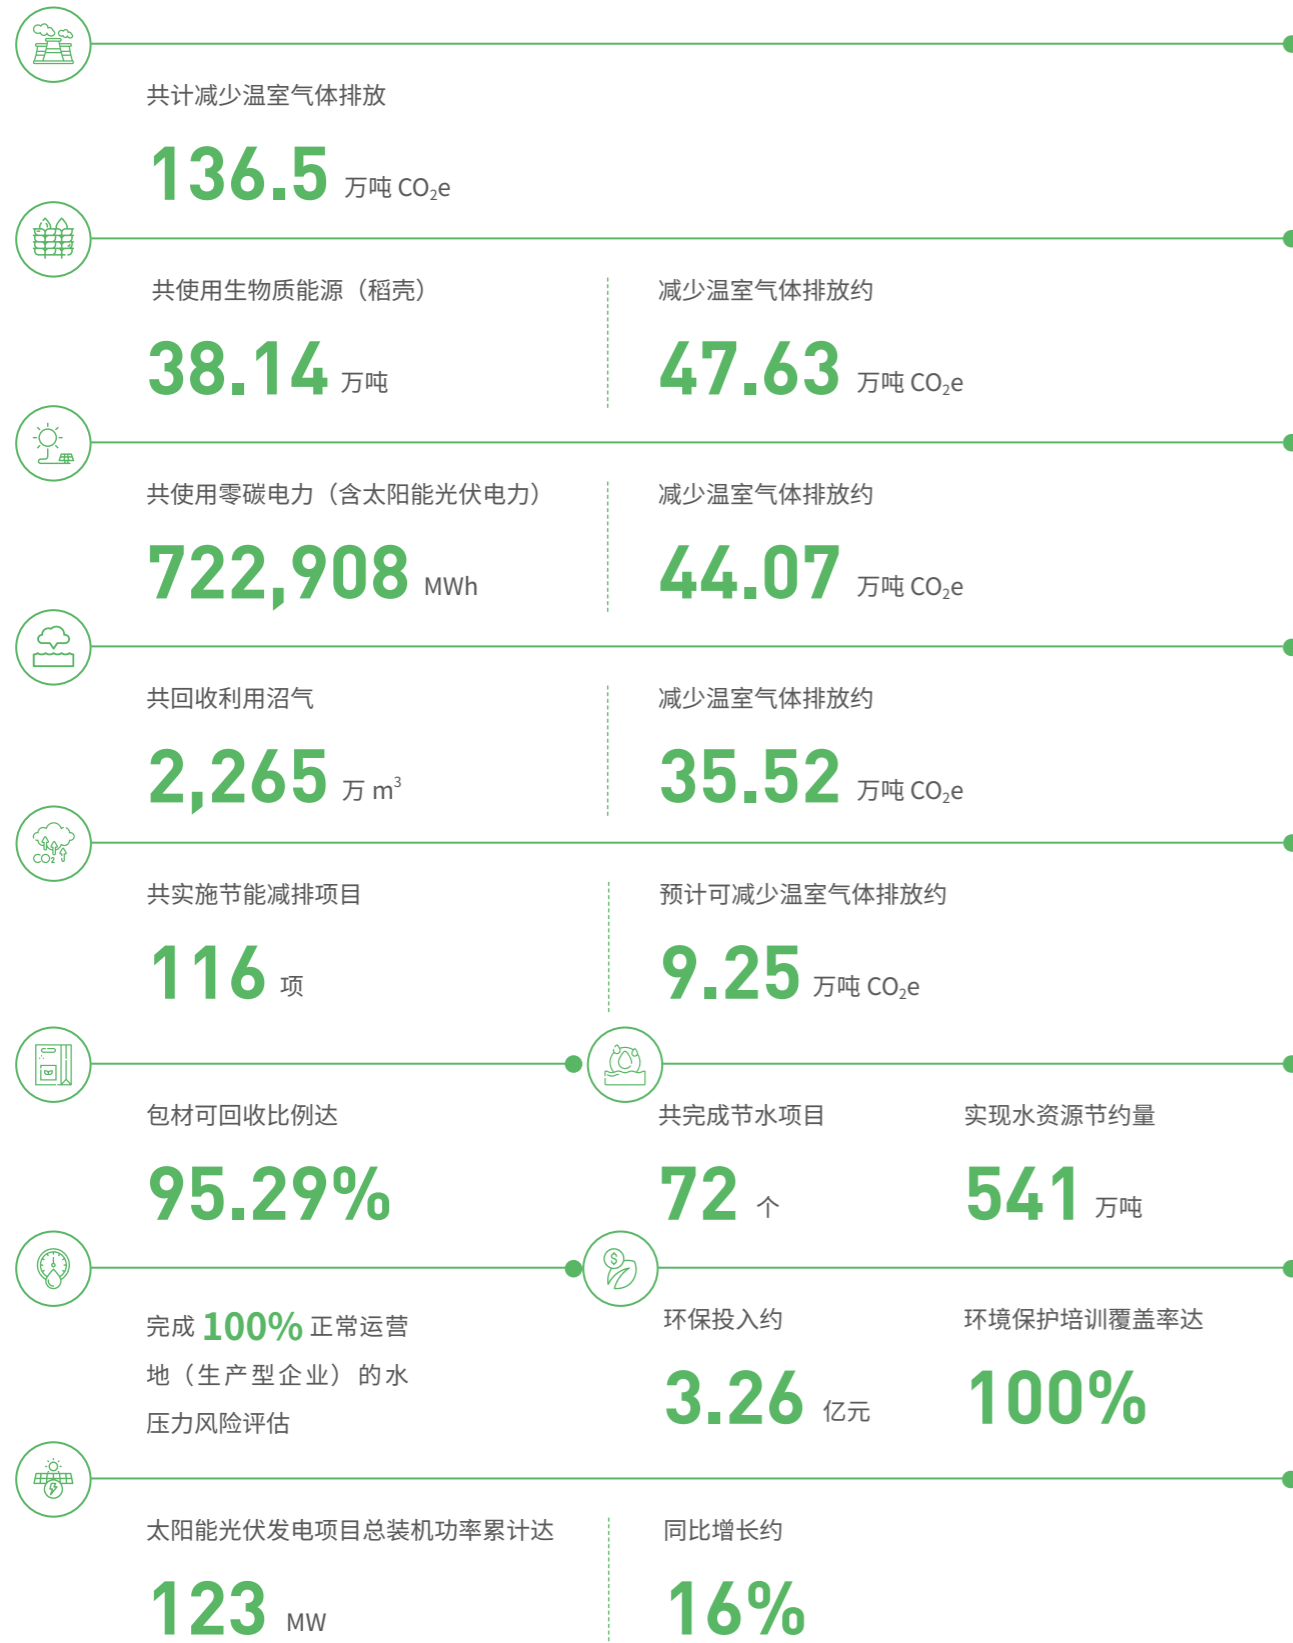 共计减少温室气体排放
136.5 万吨 CO₂e
共使用生物质能源（稻壳）
38.14 万吨
减少温室气体排放约
47.63 万吨 CO₂e
共使用零碳电力（含太阳能光伏电力）
722,908 MWh
减少温室气体排放约
44.07 万吨 CO₂e
共回收利用沼气
2,265 万 m³
减少温室气体排放约
35.52 万吨 CO₂e
CO₂
共实施节能减排项目
116 项
预计可减少温室气体排放约
9.25 万吨 CO₂e
包材可回收比例达
95.29%
共完成节水项目
72 个
实现水资源节约量
541 万吨
完成 100% 正常运营
地（生产型企业）的水
压力风险评估
$
环保投入约
3.26 亿元
环境保护培训覆盖率达
100%
太阳能光伏发电项目总装机功率累计达
123 MW
同比增长约
16%